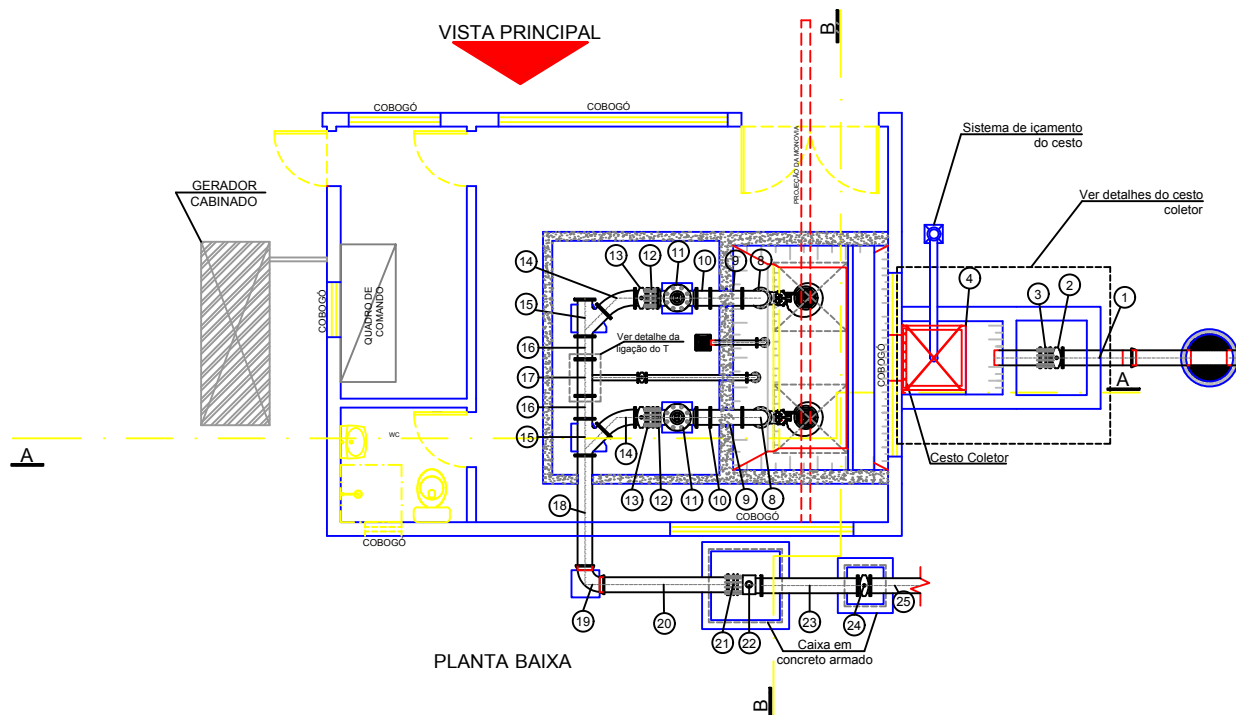 VISTA PRINCIPAL
B
COBOGÓ
COBOGÓ
PROJEÇÃO DA MONOVIA
Sistema de içamento
do cesto
GERADOR
CABINADO
Ver detalhes do cesto
coletor
14
13
12
11
10
9
8
4
3
2
1
15
COBOGÓ
QUADRO DE
COMANDO
Ver detalhe da
ligação do T
COBOGÓ
16
17
A
16
15
14
WC
A
Cesto Coletor
13
12
11
10
9
8
18
COBOGÓ
COBOGÓ
19
20
21
22
23
24
25
Caixa em
concreto armado
PLANTA BAIXA
B